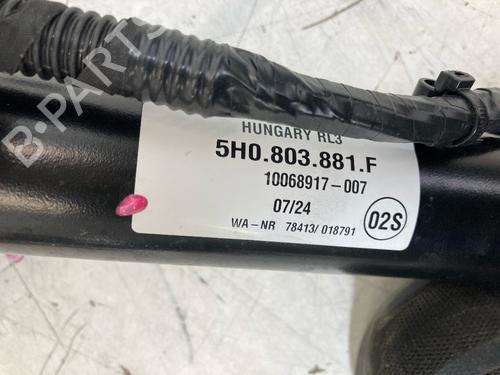 B-PARTS
HUNGARY RL3
5H0.803.881.F
10068917-007
07/24
02S
WA-NR 78413/018791